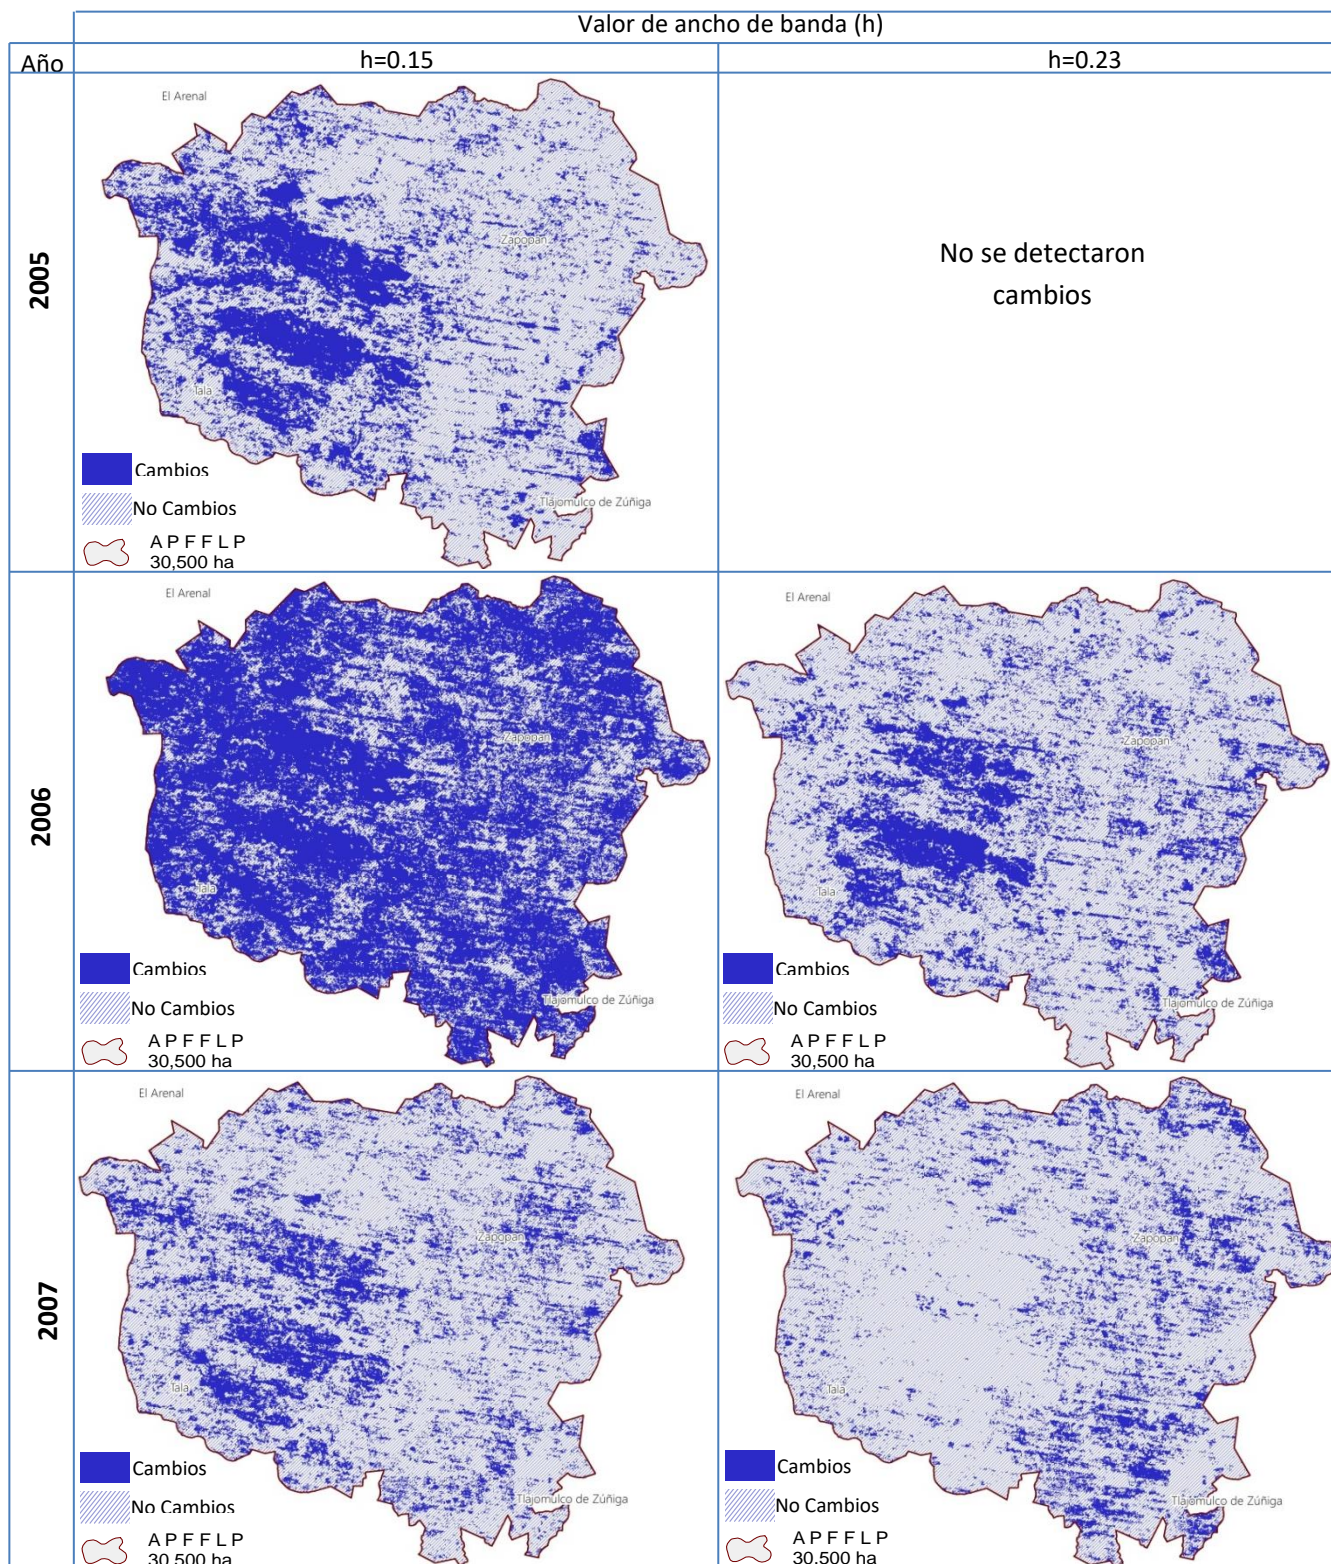 Valor de ancho de banda (h)
Año
h=0.15
h=0.23
2005
El Arenal
Zapopan
Tala
Tlajomulco de Zúñiga
Cambios
No Cambios
A P F F L P
30,500 ha
No se detectaron
cambios
2006
El Arenal
Zapopan
Tala
Tlajomulco de Zúñiga
Cambios
No Cambios
A P F F L P
30,500 ha
El Arenal
Zapopan
Tala
Tlajomulco de Zúñiga
Cambios
No Cambios
A P F F L P
30,500 ha
2007
El Arenal
Zapopan
Tala
Tlajomulco de Zúñiga
Cambios
No Cambios
A P F F L P
30,500 ha
El Arenal
Zapopan
Tala
Tlajomulco de Zúñiga
Cambios
No Cambios
A P F F L P
30,500 ha